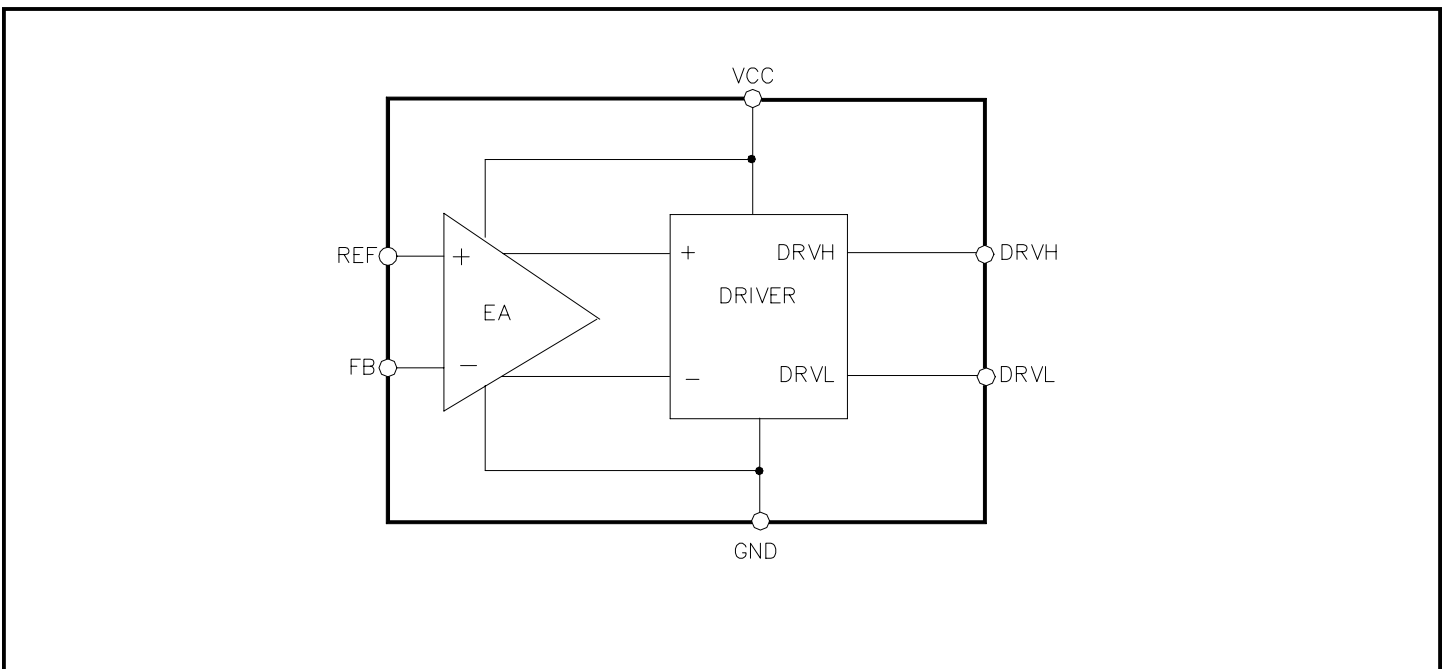 VCC
REF
+
+
DRVH
DRVH
DRIVER
EA
FB
−
−
DRVL
DRVL
GND